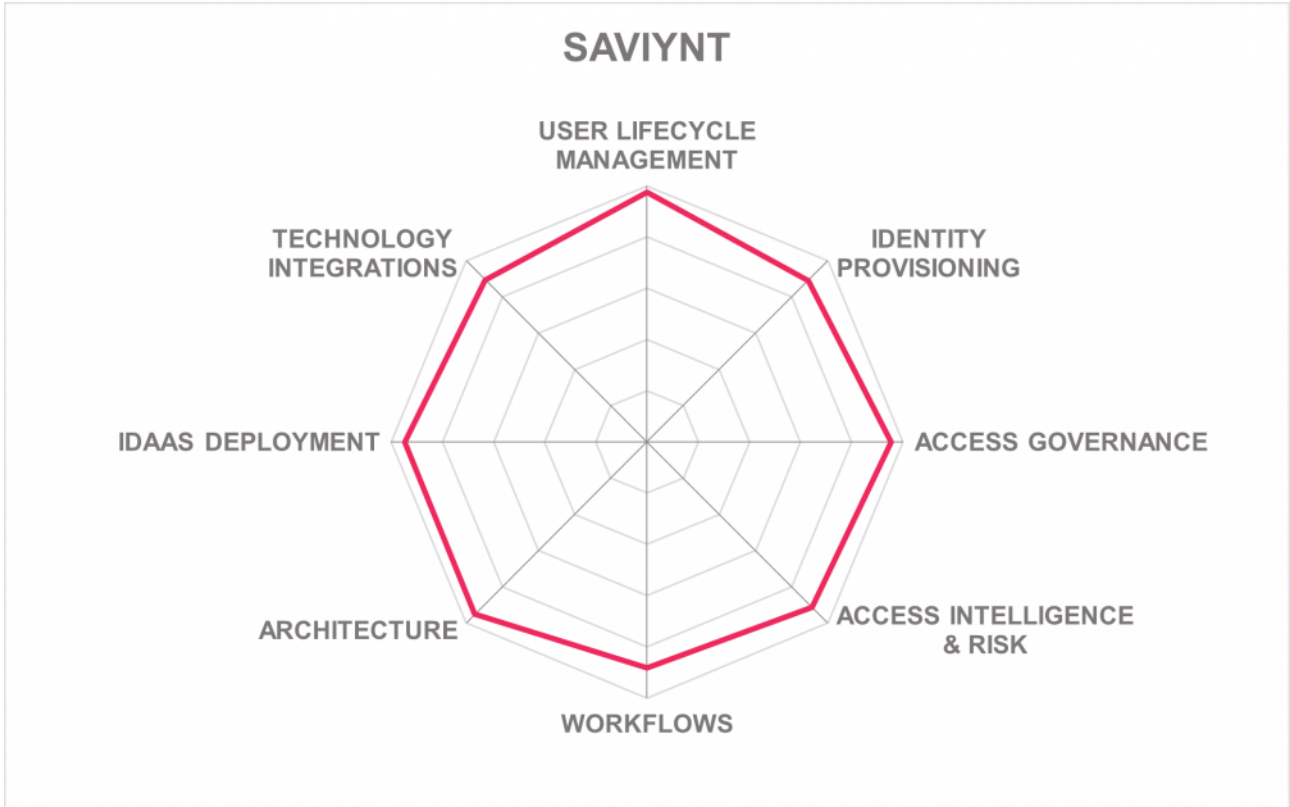 SAVIYNT
USER LIFECYCLE
MANAGEMENT
TECHNOLOGY
INTEGRATIONS
IDENTITY
PROVISIONING
IDAAS DEPLOYMENT
ACCESS GOVERNANCE
ARCHITECTURE
ACCESS INTELLIGENCE
& RISK
WORKFLOWS